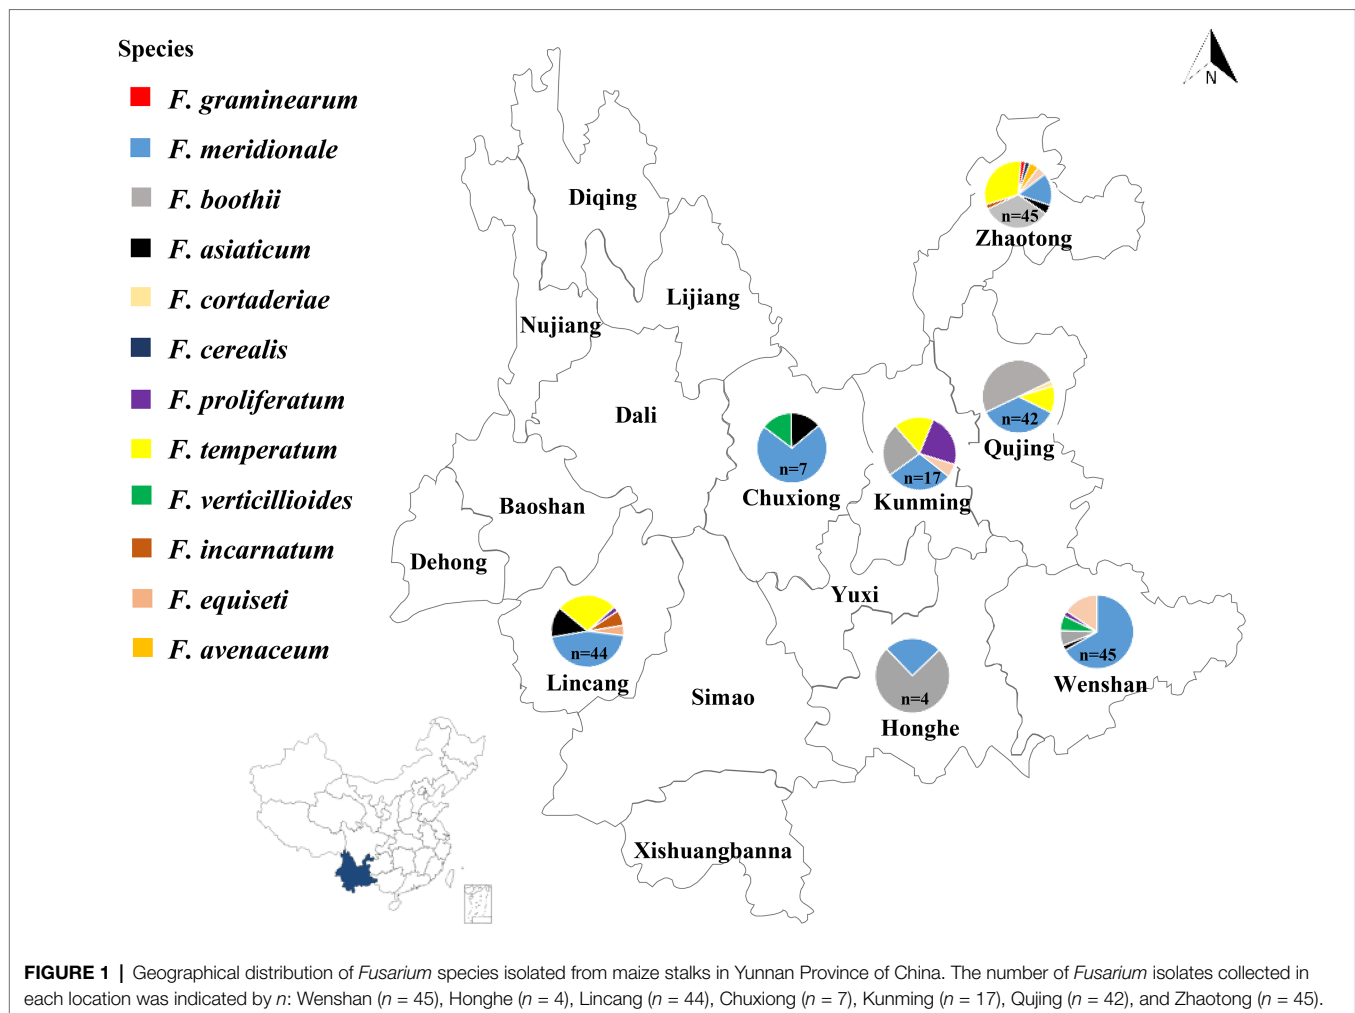 Species
F. graminearum
F. meridionale
F. boothii
F. asiaticum
F. cortaderiae
F. cerealis
F. proliferatum
F. temperatum
F. verticillioides
F. incarnatum
F. equiseti
F. avenaceum
N
Diqing
n=45
Zhaotong
Lijiang
Nujiang
Dali
n=42
Qujing
n=7
Chuxiong
n=17
Kunming
Baoshan
Dehong
Yuxi
n=44
Lincang
n=45
Wenshan
Simao
n=4
Honghe
Xishuangbanna
FIGURE 1 | Geographical distribution of Fusarium species isolated from maize stalks in Yunnan Province of China. The number of Fusarium isolates collected in
each location was indicated by n: Wenshan (n = 45), Honghe (n = 4), Lincang (n = 44), Chuxiong (n = 7), Kunming (n = 17), Qujing (n = 42), and Zhaotong (n = 45).